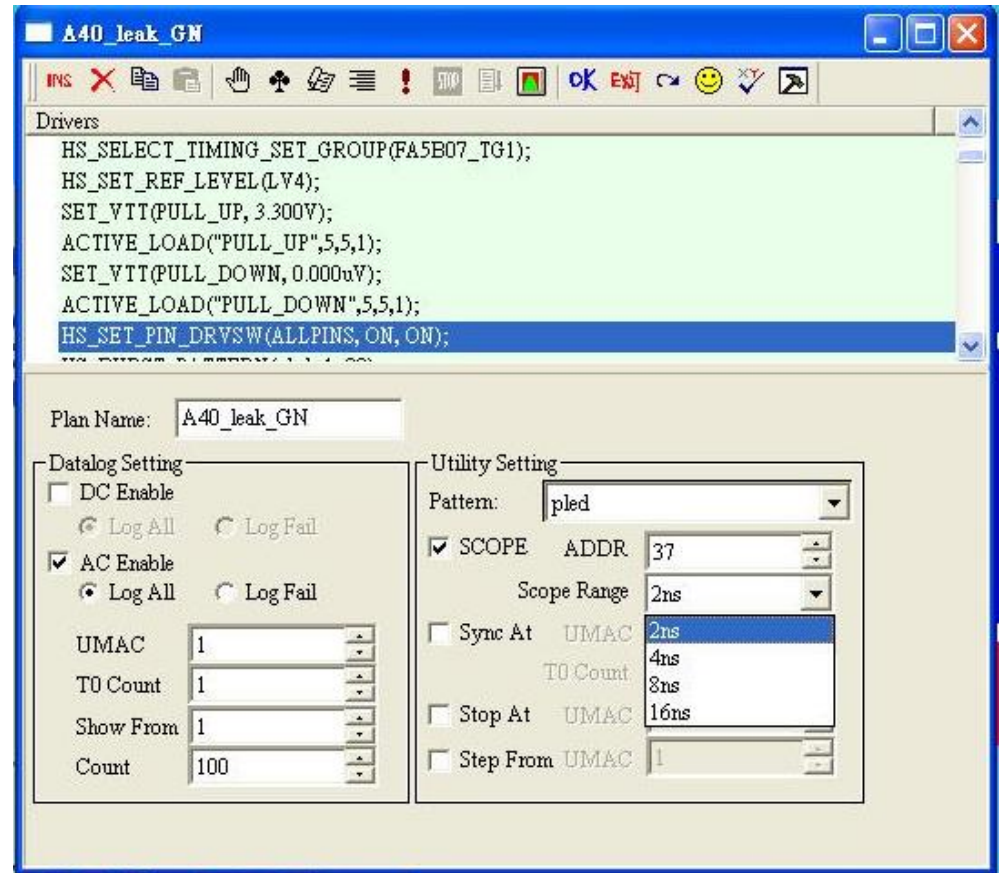 A40_leak_GN
INS STOP OK EXIT XY
Drivers
HS_SELECT_TIMING_SET_GROUP(FA5B07_TG1);
HS_SET_REF_LEVEL(LV4);
SET_VTT(PULL_UP, 3.300V);
ACTIVE_LOAD("PULL_UP",5,5,1);
SET_VTT(PULL_DOWN, 0.000uV);
ACTIVE_LOAD("PULL_DOWN",5,5,1);
HS_SET_PIN_DRVSW(ALLPINS, ON, ON);
Plan Name: A40_leak_GN
Datalog Setting
DC Enable
Log All Log Fail
AC Enable
Log All Log Fail
UMAC 1
T0 Count 1
Show From 1
Count 100
Utility Setting
Pattern: pled
SCOPE ADDR 37
Scope Range 2ns
Sync At UMAC 2ns
4ns
T0 Count 8ns
Stop At UMAC 16ns
Step From UMAC 1